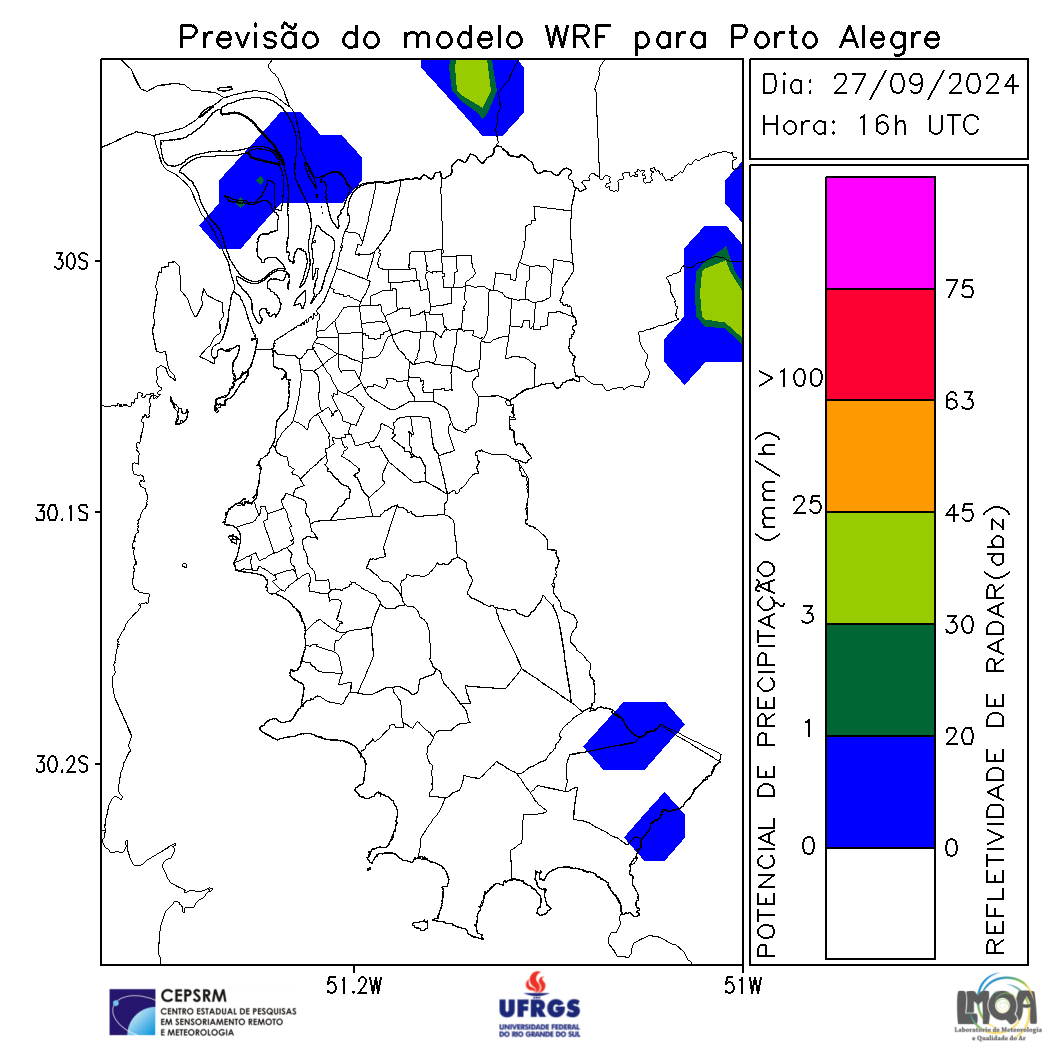 Previsão do modelo WRF para Porto Alegre
Dia: 27/09/2024
Hora: 16h UTC
30S
30.1S
30.2S
51.2W
51W
POTENCIAL DE PRECIPITAÇÃO (mm/h)
>100
25
3
1
0
75
63
45
30
20
0
REFLETIVIDADE DE RADAR(dbz)
CEPSRM
CENTRO ESTADUAL DE PESQUISAS
EM SENSORIAMENTO REMOTO
E METEOROLOGIA
UFRGS
UNIVERSIDADE FEDERAL
DO RIO GRANDE DO SUL
LMQA
Laboratório de Meteorologia
e Qualidade do Ar